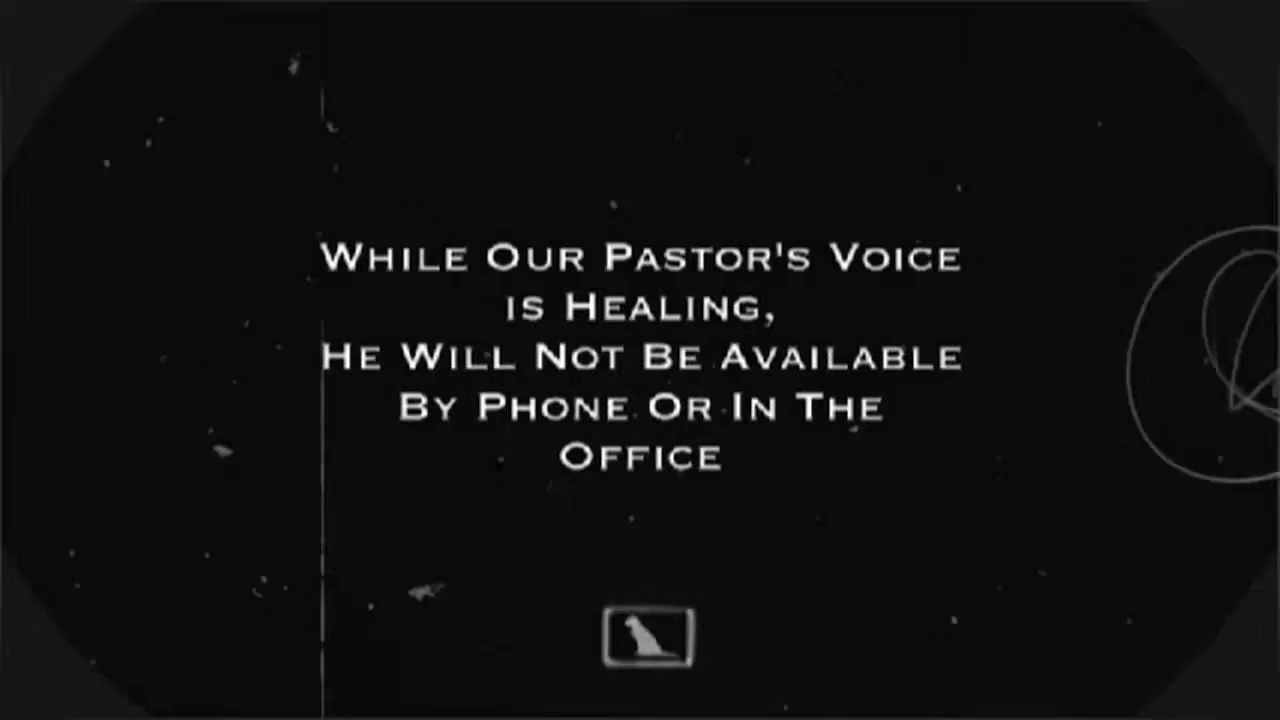 While Our Pastor's Voice
is Healing,
He Will Not Be Available
By Phone Or In The
Office